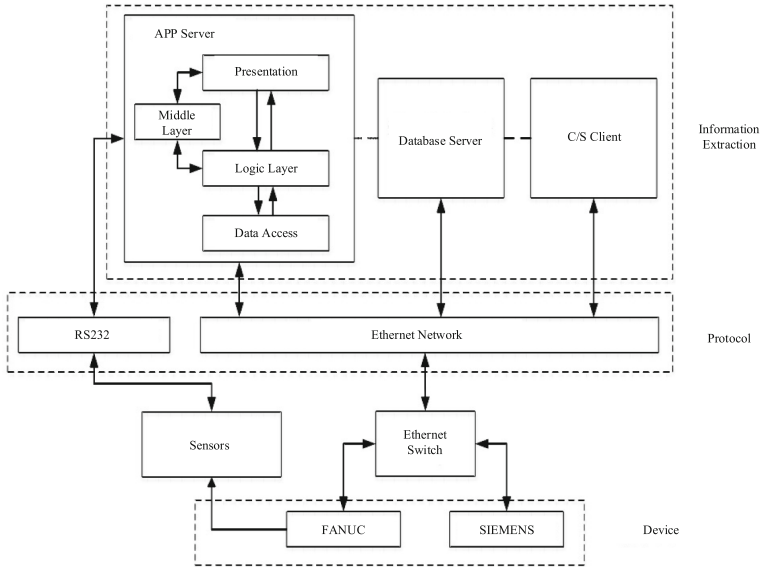 APP Server
Presentation
Middle
Layer
Logic Layer
Data Access
Database Server
C/S Client
Information
Extraction
RS232
Ethernet Network
Protocol
Sensors
Ethernet
Switch
FANUC
SIEMENS
Device